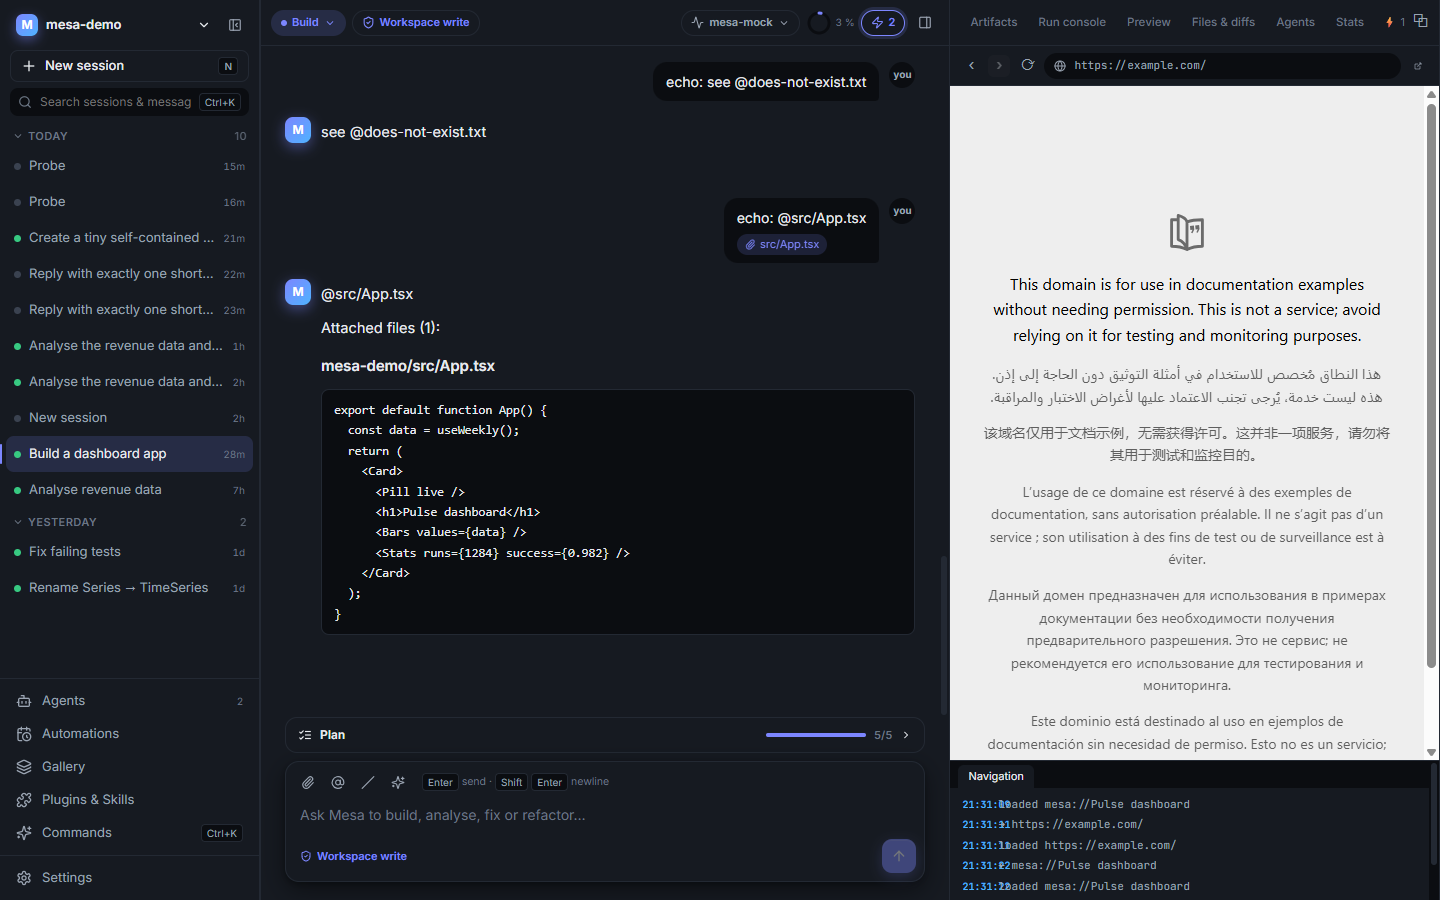 M mesa-demo
New session N
Search sessions & messag Ctrl+K
TODAY 10
Probe 15m
Probe 16m
Create a tiny self-contained ... 21m
Reply with exactly one short... 22m
Reply with exactly one short... 23m
Analyse the revenue data and... 1h
Analyse the revenue data and... 2h
New session 2h
Build a dashboard app 28m
Analyse revenue data 7h
YESTERDAY 2
Fix failing tests 1d
Rename Series → TimeSeries 1d
Agents 2
Automations
Gallery
Plugins & Skills
Commands Ctrl+K
Settings
Build Workspace write mesa-mock 3 % 2
echo: see @does-not-exist.txt you
M see @does-not-exist.txt
echo: @src/App.tsx you
src/App.tsx
M @src/App.tsx
Attached files (1):
mesa-demo/src/App.tsx
export default function App() {
const data = useWeekly();
return (
<Card>
<Pill live />
<h1>Pulse dashboard</h1>
<Bars values={data} />
<Stats runs={1284} success={0.982} />
</Card>
);
}
Plan 5/5
Enter send · Shift Enter newline
Ask Mesa to build, analyse, fix or refactor...
Workspace write
Artifacts Run console Preview Files & diffs Agents Stats 1
https://example.com/
This domain is for use in documentation examples
without needing permission. This is not a service; avoid
relying on it for testing and monitoring purposes.
هذا النطاق مُخصص للاستخدام في أمثلة التوثيق دون الحاجة إلى إذن.
هذه ليست خدمة، يُرجى تجنب الاعتماد عليها لأغراض الاختبار والمراقبة.
该域名仅用于文档示例，无需获得许可。这并非一项服务，请勿将
其用于测试和监控目的。
L'usage de ce domaine est réservé à des exemples de
documentation, sans autorisation préalable. Il ne s'agit pas d'un
service ; son utilisation à des fins de test ou de surveillance est à
éviter.
Данный домен предназначен для использования в примерах
документации без необходимости получения
предварительного разрешения. Это не сервис; не
рекомендуется его использование для тестирования и
мониторинга.
Este dominio está destinado al uso en ejemplos de
documentación sin necesidad de permiso. Esto no es un servicio;
Navigation
21:31: loaded mesa://Pulse dashboard
21:31: https://example.com/
21:31: loaded https://example.com/
21:31: mesa://Pulse dashboard
21:31: loaded mesa://Pulse dashboard